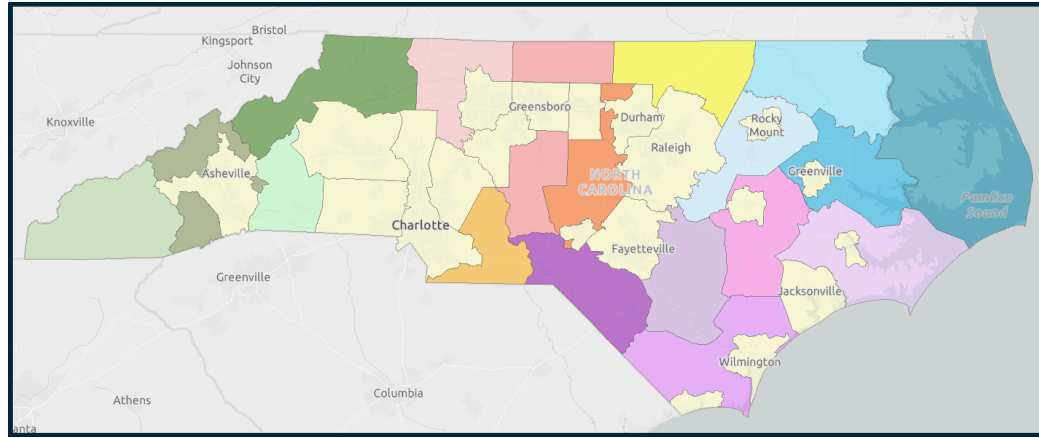 Bristol
Kingsport
Johnson
City
Knoxville
Greensboro
Durham
Rocky
Mount
Raleigh
Asheville
NORTH
CAROLINA
Greenville
Pamlico
Sound
Charlotte
Fayetteville
Greenville
Jacksonville
Wilmington
Columbia
Athens
anta